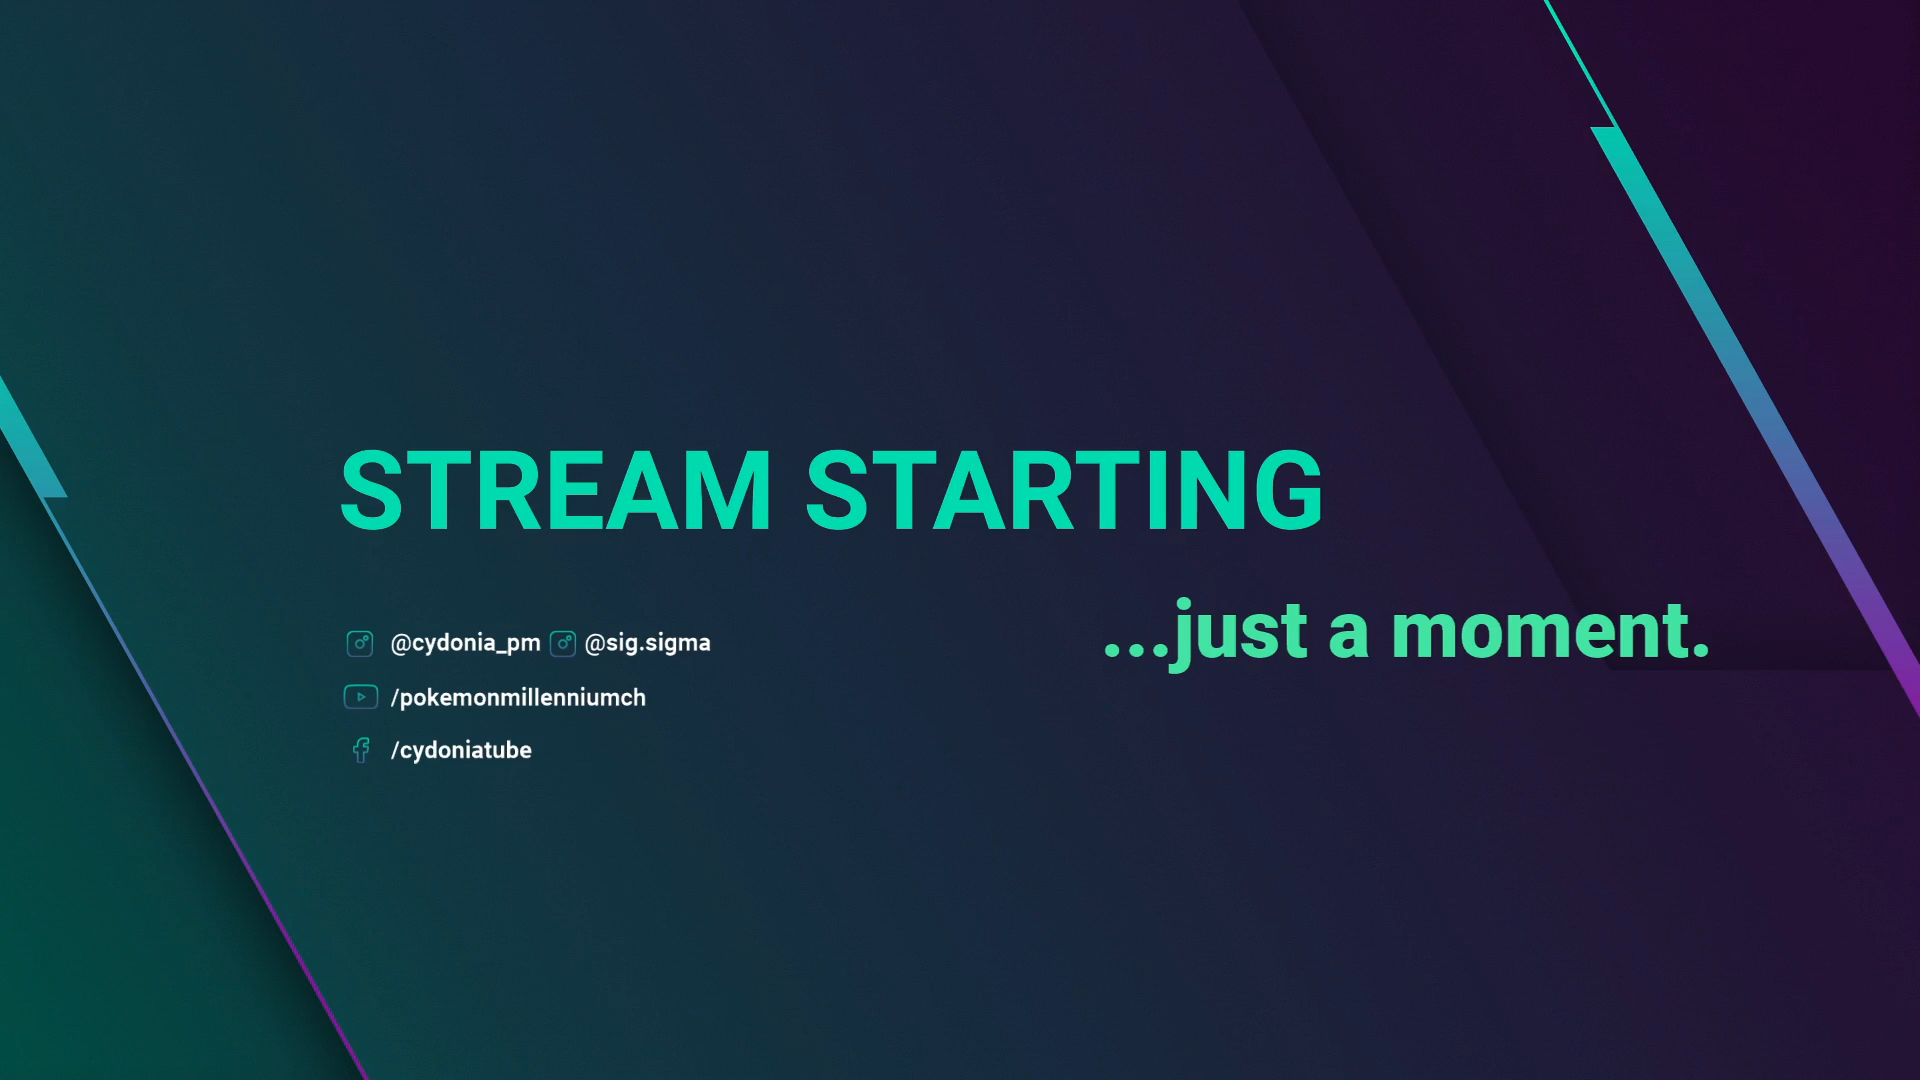 STREAM STARTING
...just a moment.
@cydonia_pm @sig.sigma
/pokemonmillenniumch
/cydoniatube